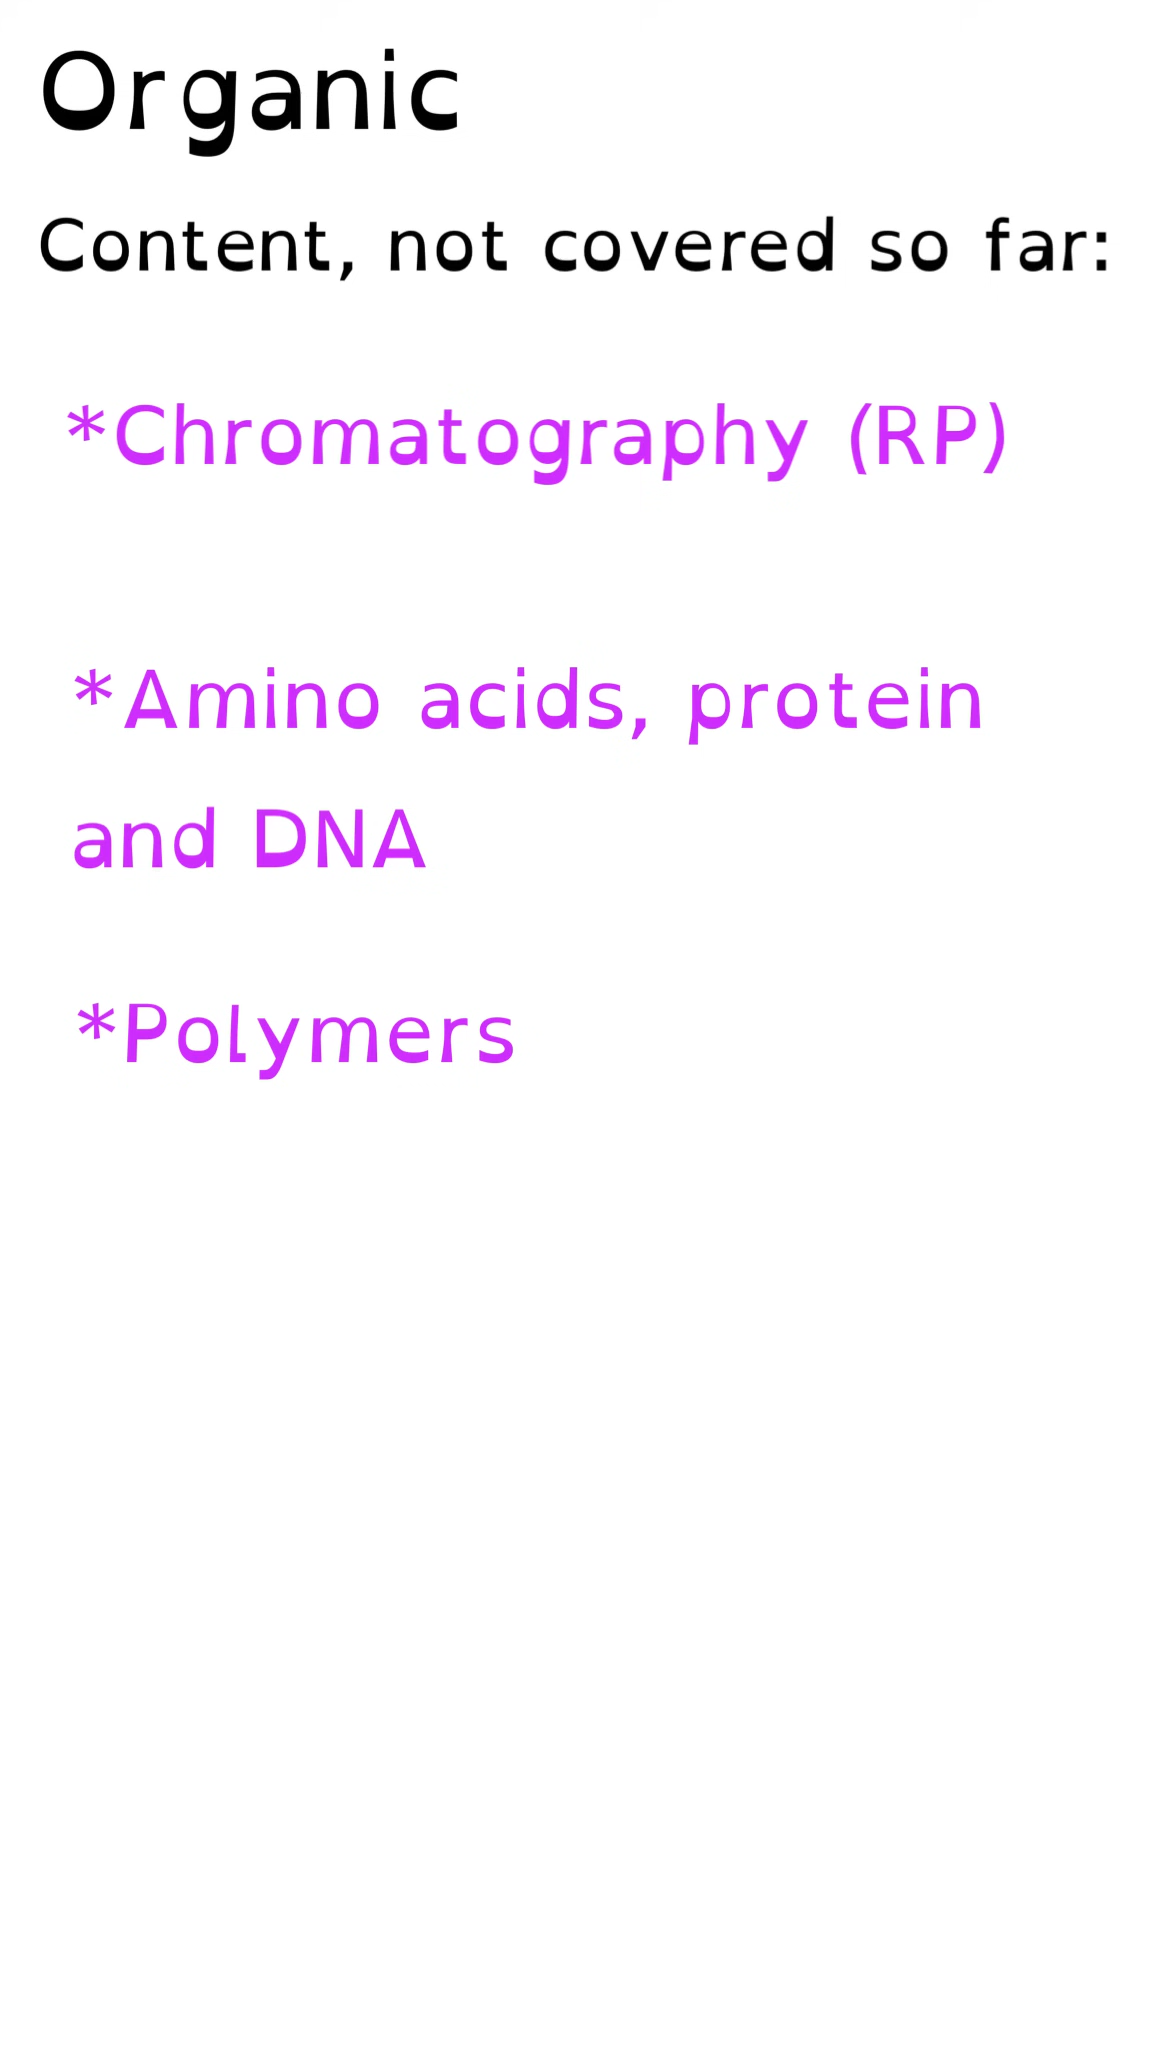 Organic
Content, not covered so far:
*Chromatography (RP)
*Amino acids, protein
and DNA
*Polymers